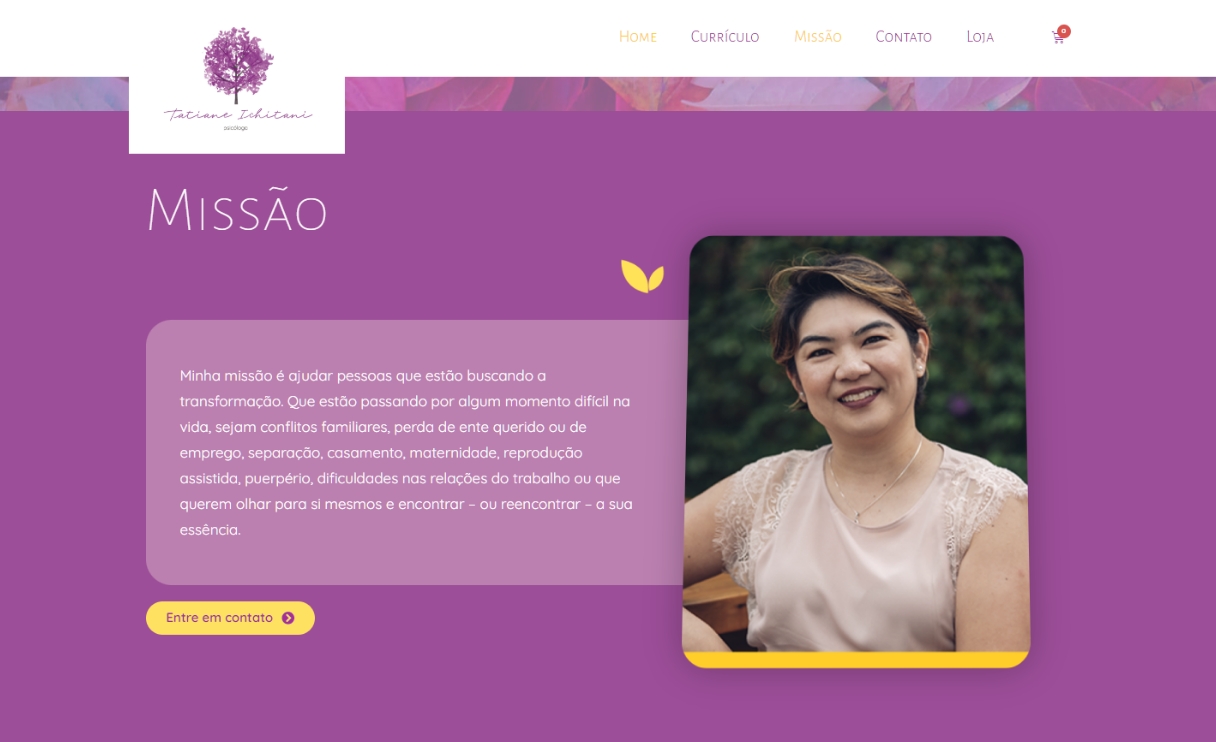 Home Currículo Missão Contato Loja 0
Tatiane Ichitani
psicóloga
Missão
Minha missão é ajudar pessoas que estão buscando a
transformação. Que estão passando por algum momento difícil na
vida, sejam conflitos familiares, perda de ente querido ou de
emprego, separação, casamento, maternidade, reprodução
assistida, puerpério, dificuldades nas relações do trabalho ou que
querem olhar para si mesmos e encontrar – ou reencontrar – a sua
essência.
Entre em contato